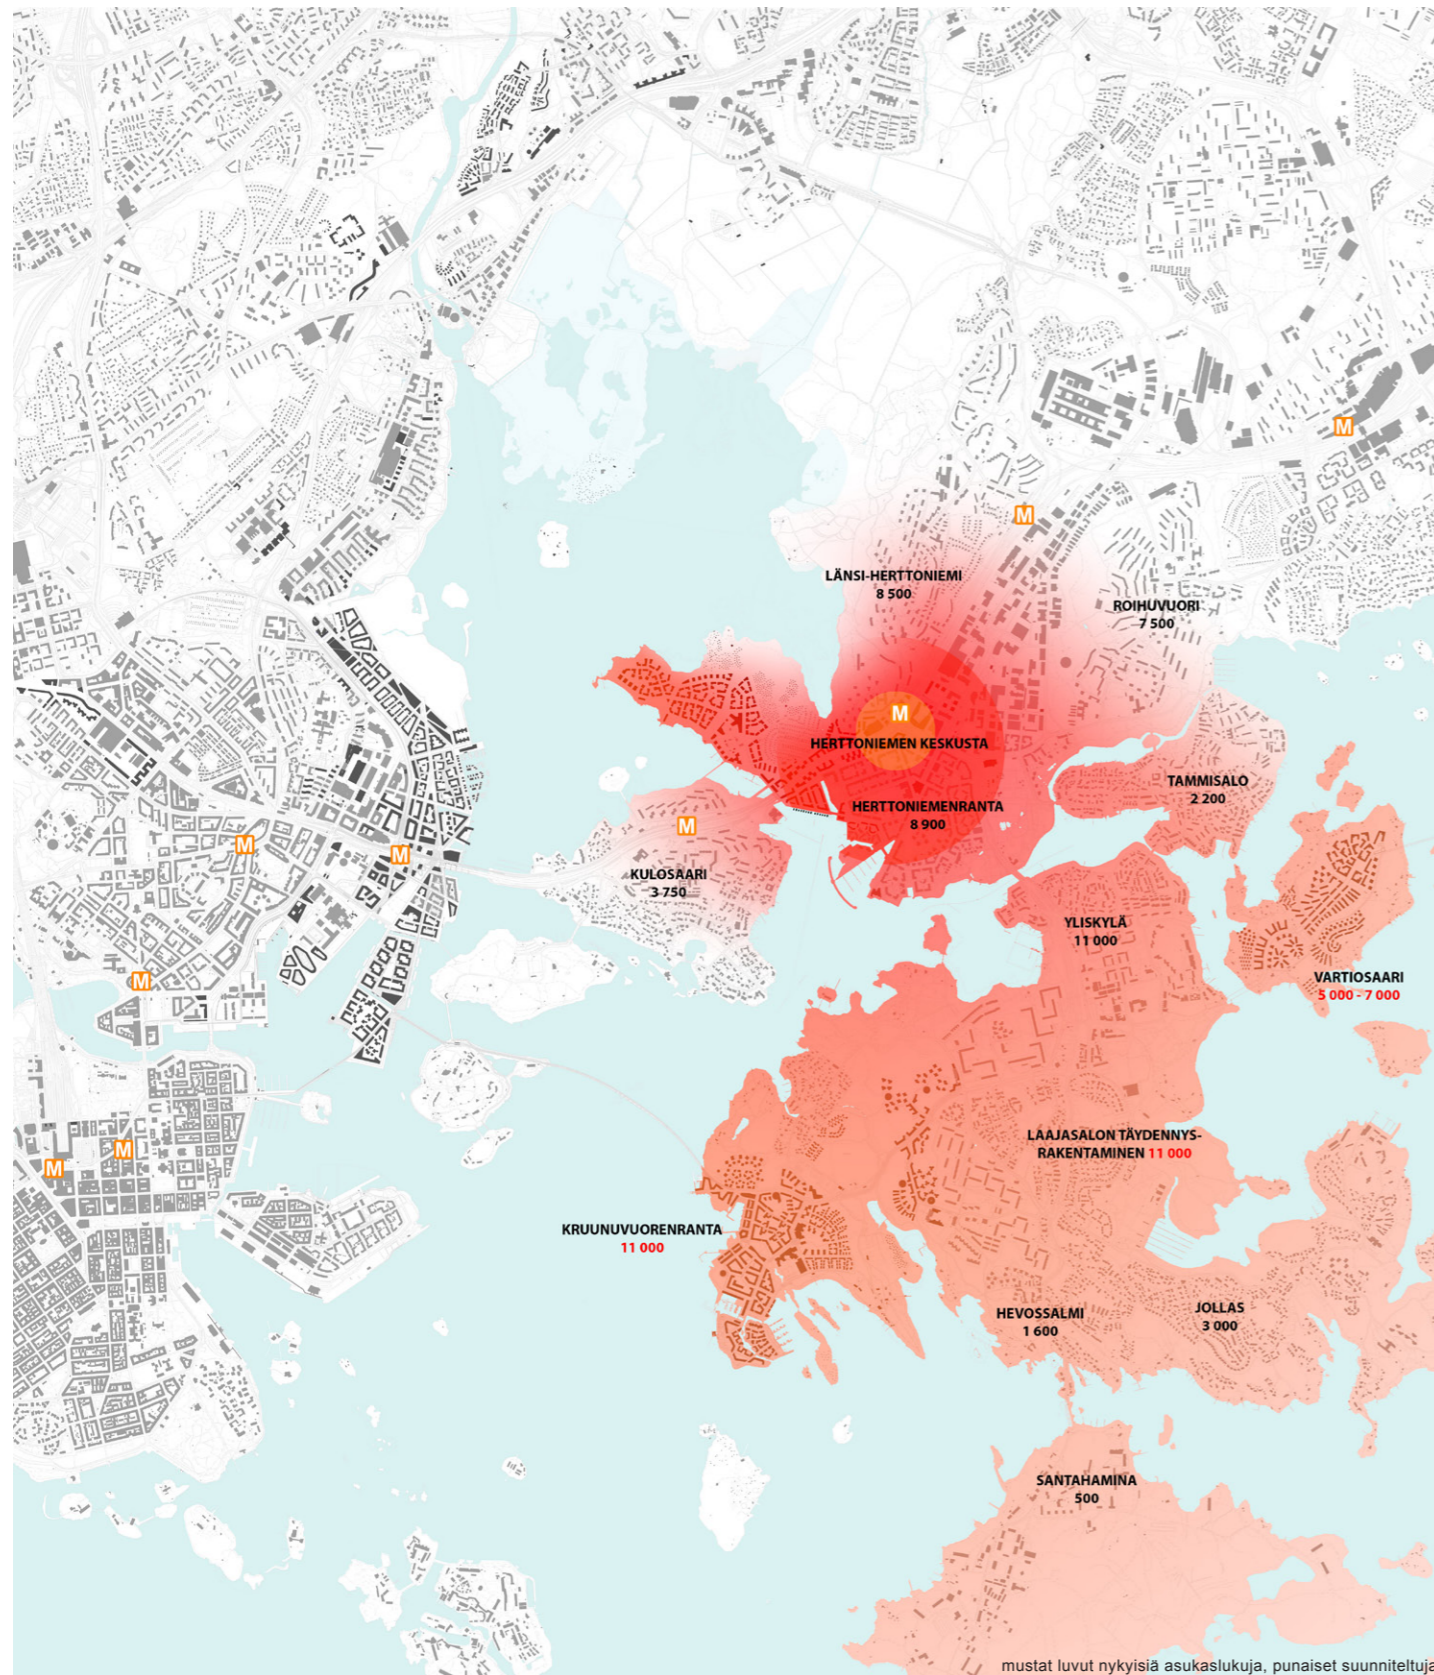 M
M
LÄNSI-HERTTONIEMI
8 500
ROIHUVUORI
7 500
M
HERTTONIEMEN KESKUSTA
TAMMISALO
2 200
HERTTONIEMENRANTA
8 900
M
M
M
KULOSAARI
3 750
YLISKYLÄ
11 000
M
VARTIOSAARI
5 000 - 7 000
LAAJASALON TÄYDENNYS-
RAKENTAMINEN 11 000
M
M
KRUUNUVUORENRANTA
11 000
HEVOSSALMI
1 600
JOLLAS
3 000
SANTAHAMINA
500
mustat luvut nykyisiä asukaslukuja, punaiset suunniteltuja